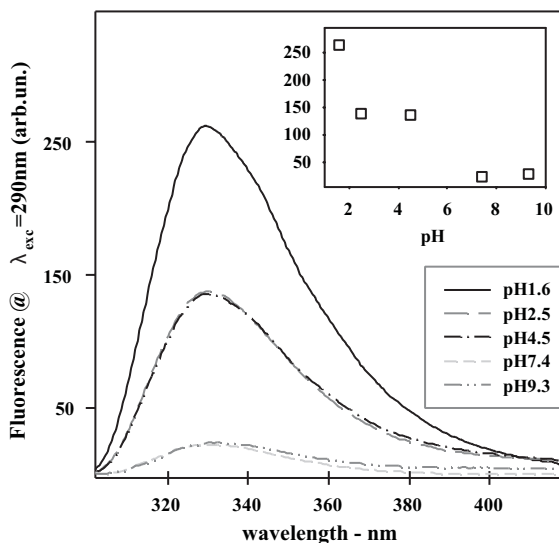 Fluorescence @ λexc=290nm (arb.un.)
250
150
50
320 340 360 380 400
wavelength - nm
250
200
150
100
50
2 4 6 8 10
pH
pH1.6
pH2.5
pH4.5
pH7.4
pH9.3